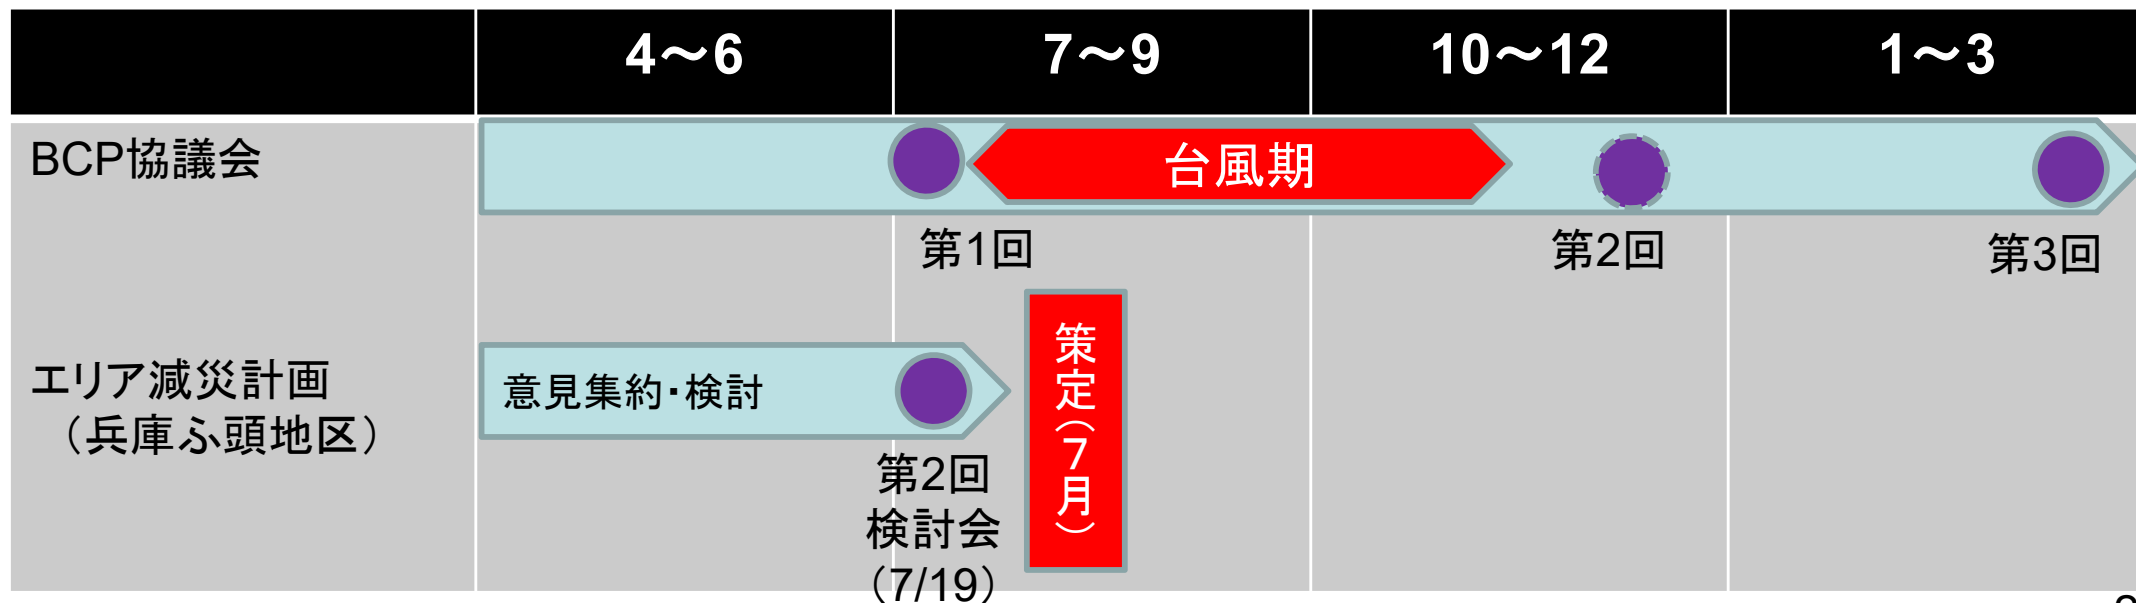 4～6
7～9
10～12
1～3
BCP協議会
台風期
第1回
第2回
第3回
エリア減災計画
（兵庫ふ頭地区）
意見集約・検討
第2回
検討会
（7/19）
策定（7月）